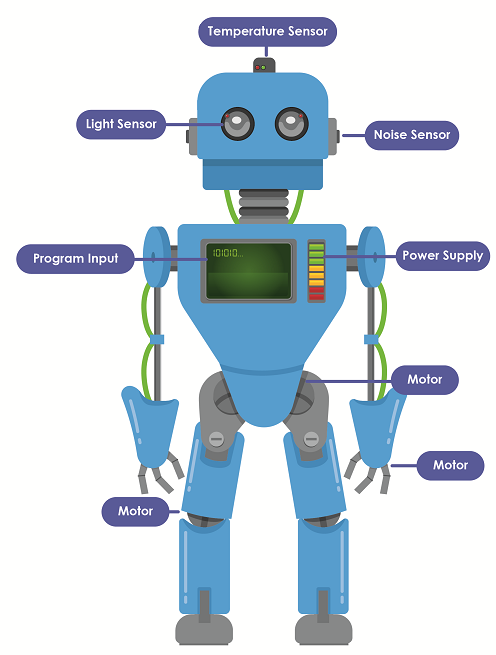 Temperature Sensor
Light Sensor
Noise Sensor
Program Input
101010...
Power Supply
Motor
Motor
Motor